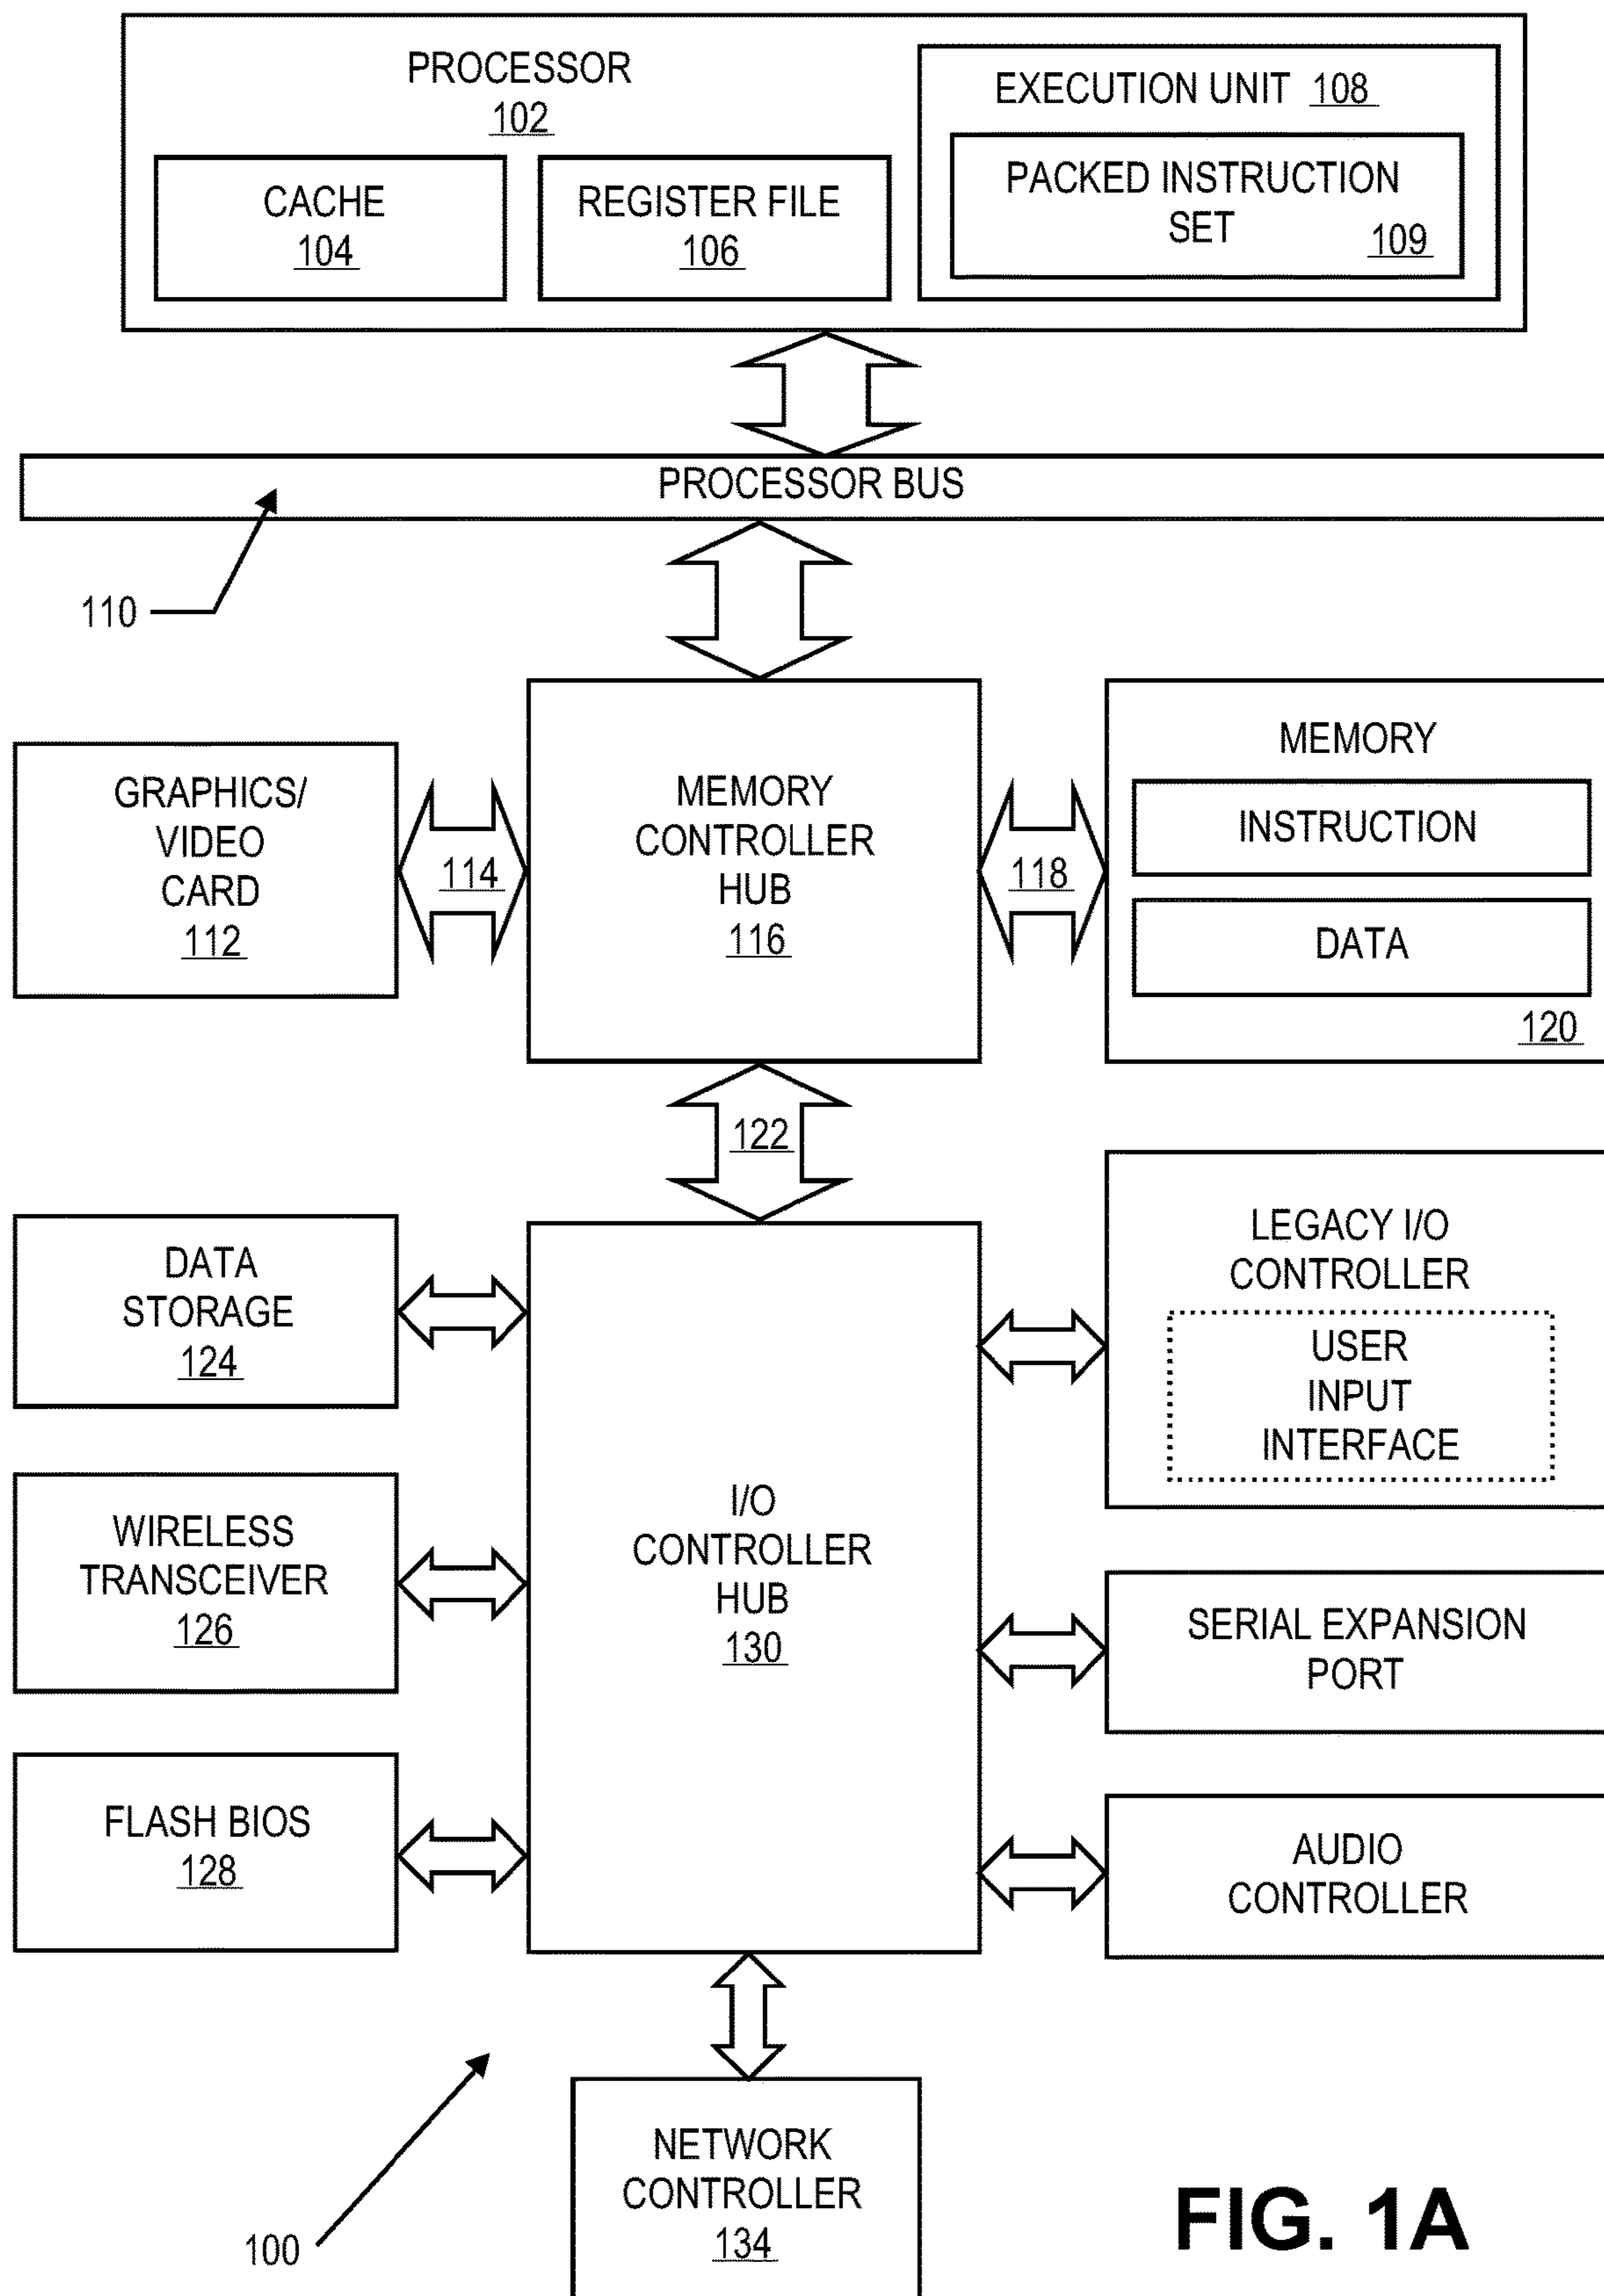 PROCESSOR
102
CACHE
104
REGISTER FILE
106
EXECUTION UNIT 108
PACKED INSTRUCTION
SET
109
PROCESSOR BUS
110
GRAPHICS/
VIDEO
CARD
112
114
MEMORY
CONTROLLER
HUB
116
118
MEMORY
INSTRUCTION
DATA
120
122
DATA
STORAGE
124
WIRELESS
TRANSCEIVER
126
FLASH BIOS
128
I/O
CONTROLLER
HUB
130
LEGACY I/O
CONTROLLER
USER
INPUT
INTERFACE
SERIAL EXPANSION
PORT
AUDIO
CONTROLLER
NETWORK
CONTROLLER
134
100
FIG. 1A